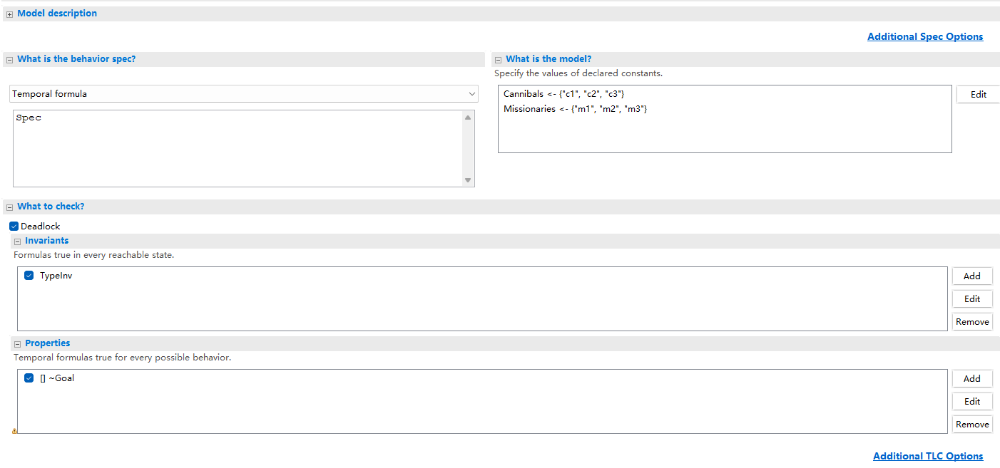 Model description
Additional Spec Options
What is the behavior spec?
What is the model?
Specify the values of declared constants.
Temporal formula
Cannibals <- {"c1", "c2", "c3"}
Edit
Missionaries <- {"m1", "m2", "m3"}
Spec
What to check?
Deadlock
Invariants
Formulas true in every reachable state.
TypeInv
Add
Edit
Remove
Properties
Temporal formulas true for every possible behavior.
[] ~Goal
Add
Edit
Remove
Additional TLC Options